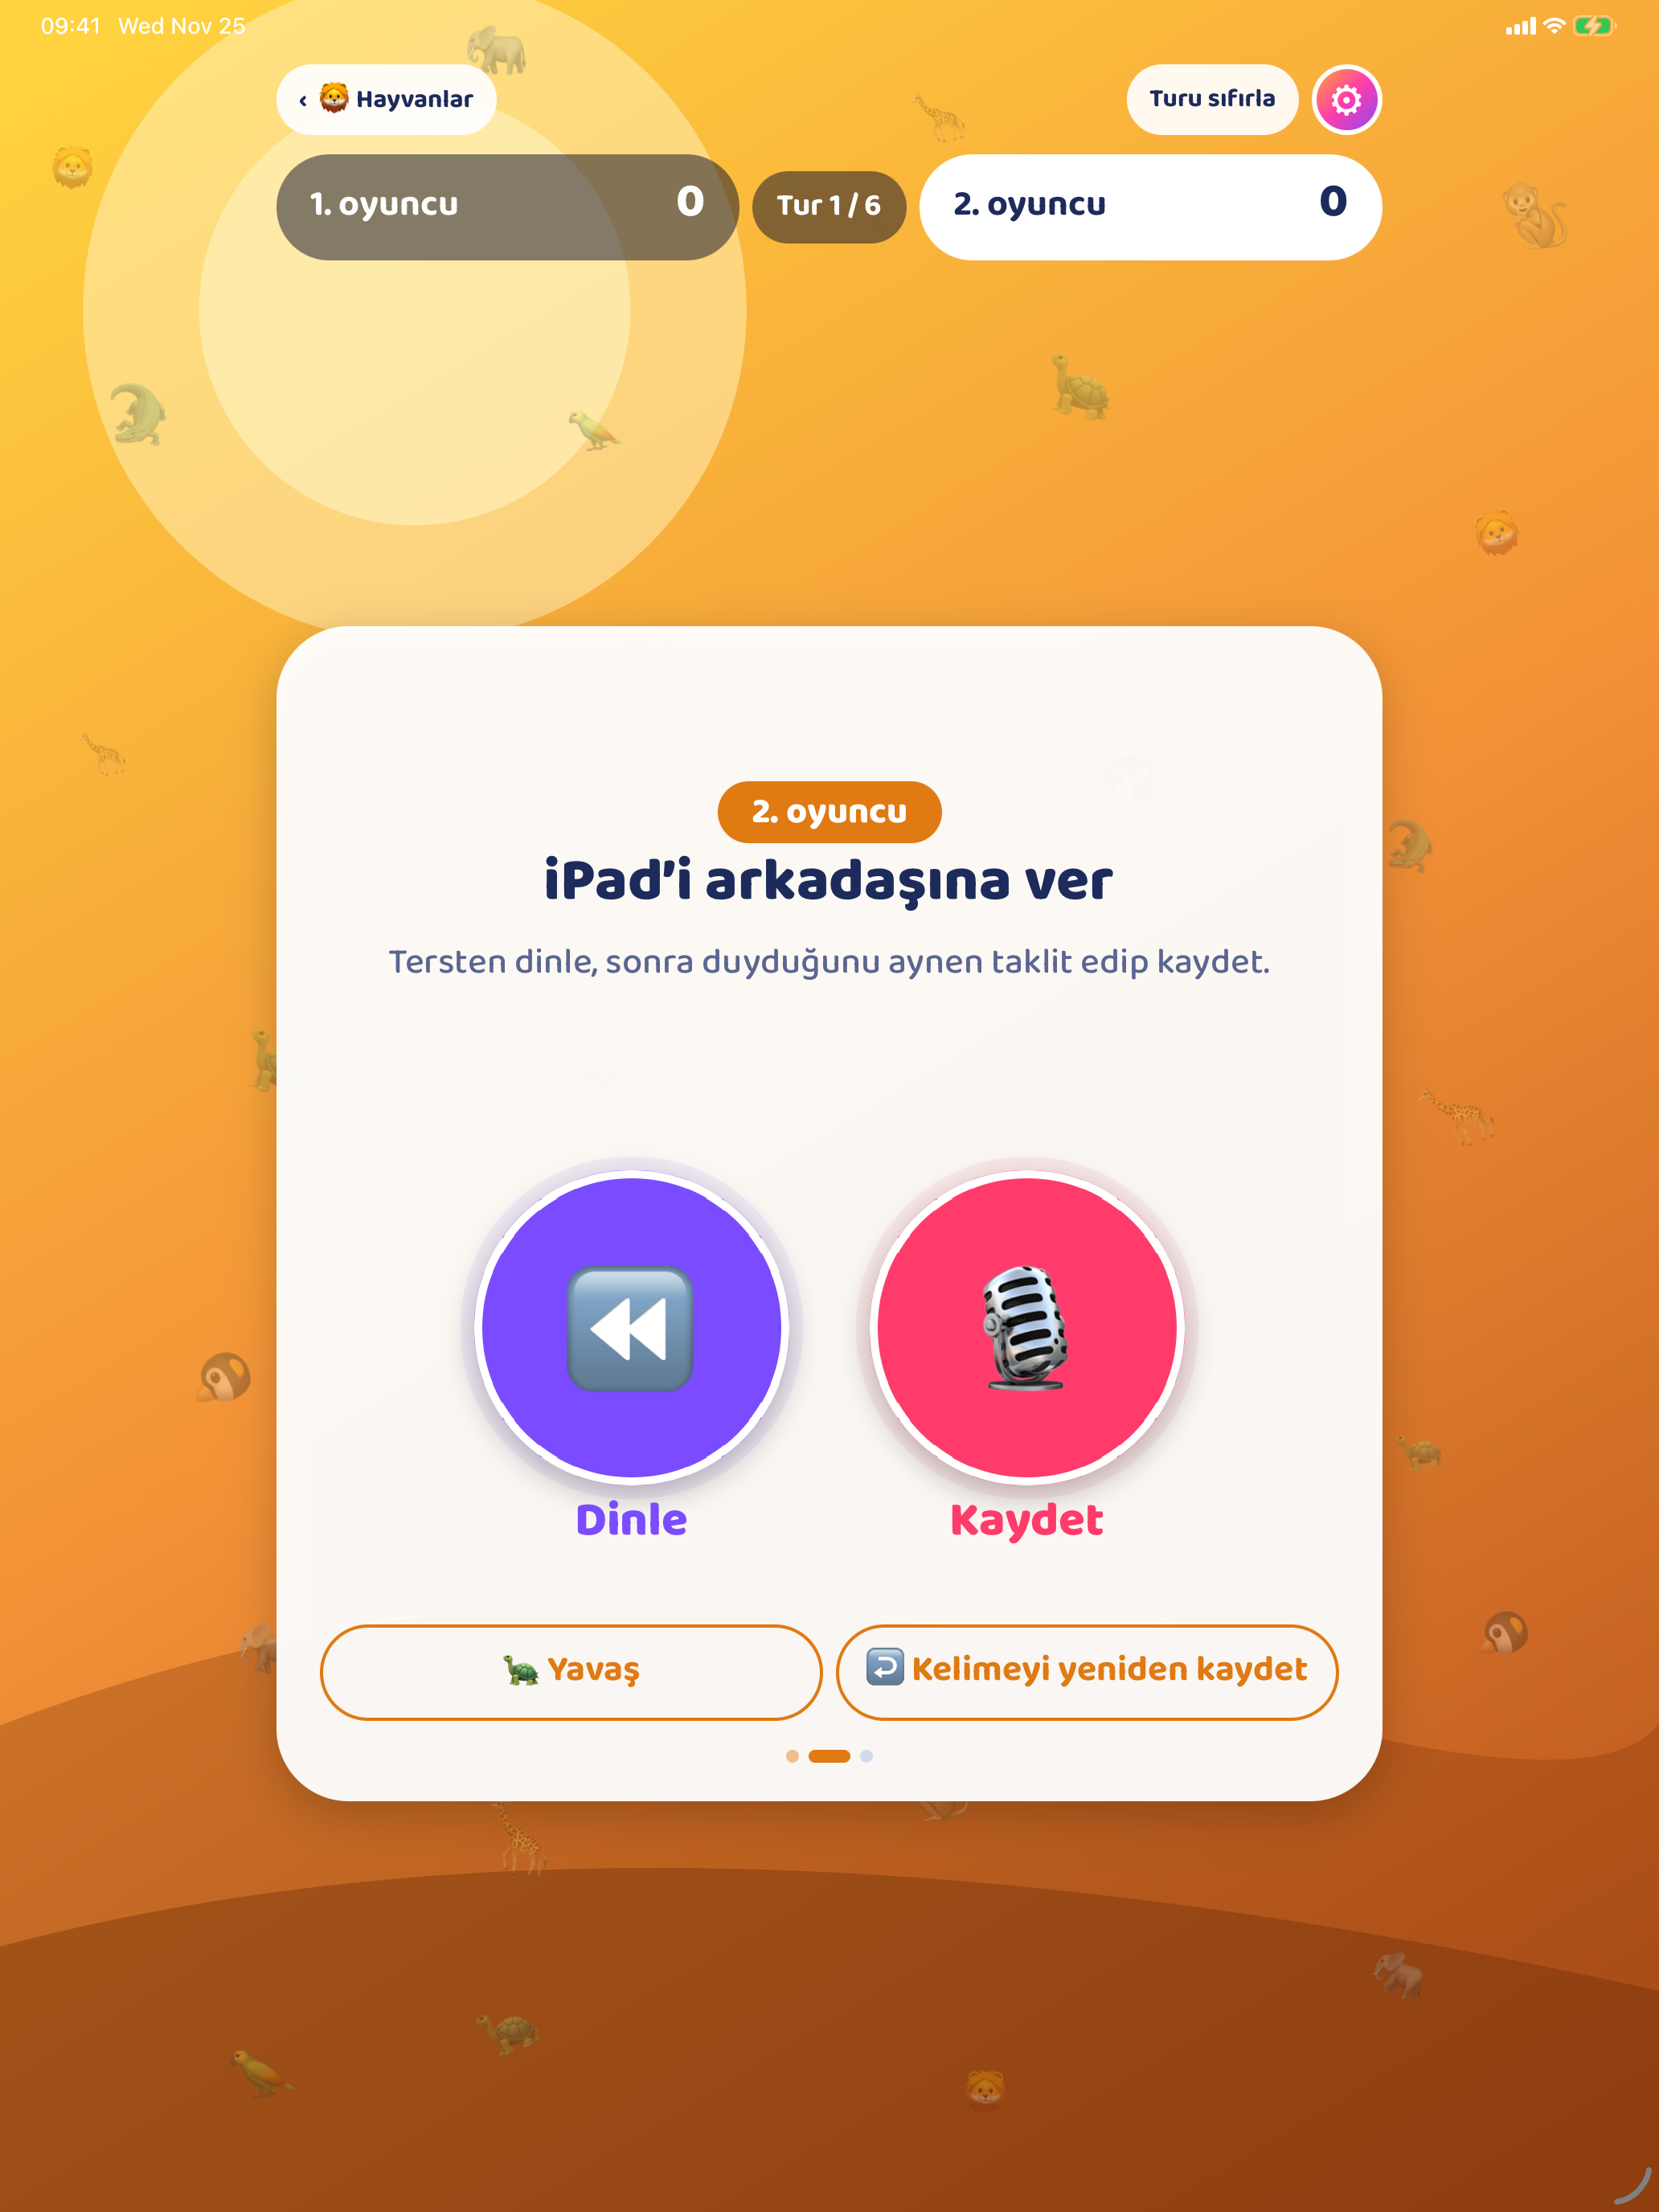 09:41 Wed Nov 25
‹ Hayvanlar
Turu sıfırla
1. oyuncu 0
Tur 1 / 6
2. oyuncu 0
2. oyuncu
iPad'i arkadaşına ver
Tersten dinle, sonra duyduğunu aynen taklit edip kaydet.
Dinle
Kaydet
Yavaş
Kelimeyi yeniden kaydet